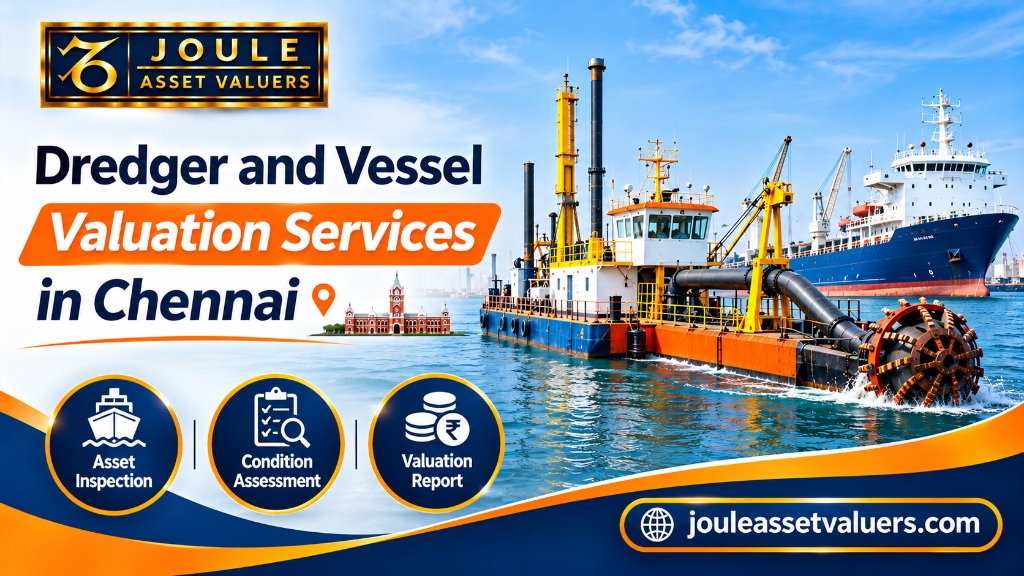 JOULE
ASSET VALUERS
Dredger and Vessel
Valuation Services
in Chennai
Asset
Inspection
Condition
Assessment
₹
Valuation
Report
jouleassetvaluers.com